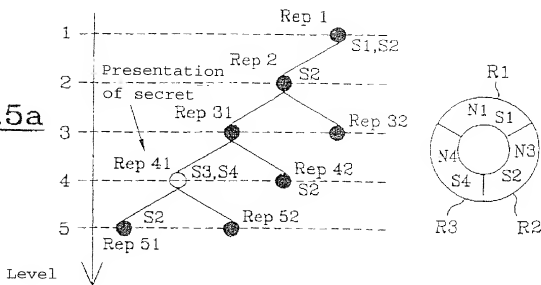 Rep 1
1
S1,S2
Rep 2
S2
2
Presentation
of secret
R1
5a
Rep 31
Rep 32
3
N1
S1
Rep 41
S3,S4
Rep 42
N4
N3
4
S2
S4
S2
S2
Rep 52
5
Rep 51
R3
R2
Level